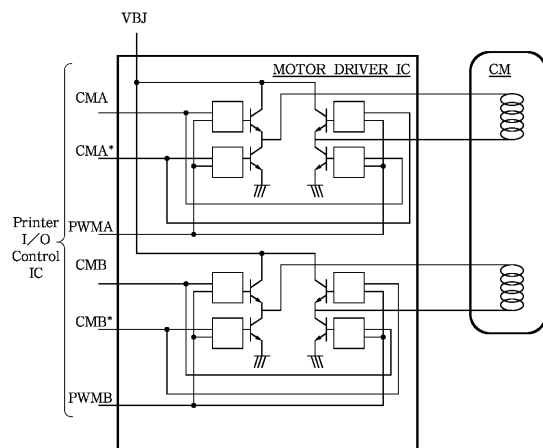 VBJ
MOTOR DRIVER IC
CM
CMA
CMA*
PWMA
Printer
I/O
Control
IC
CMB
CMB*
PWMB